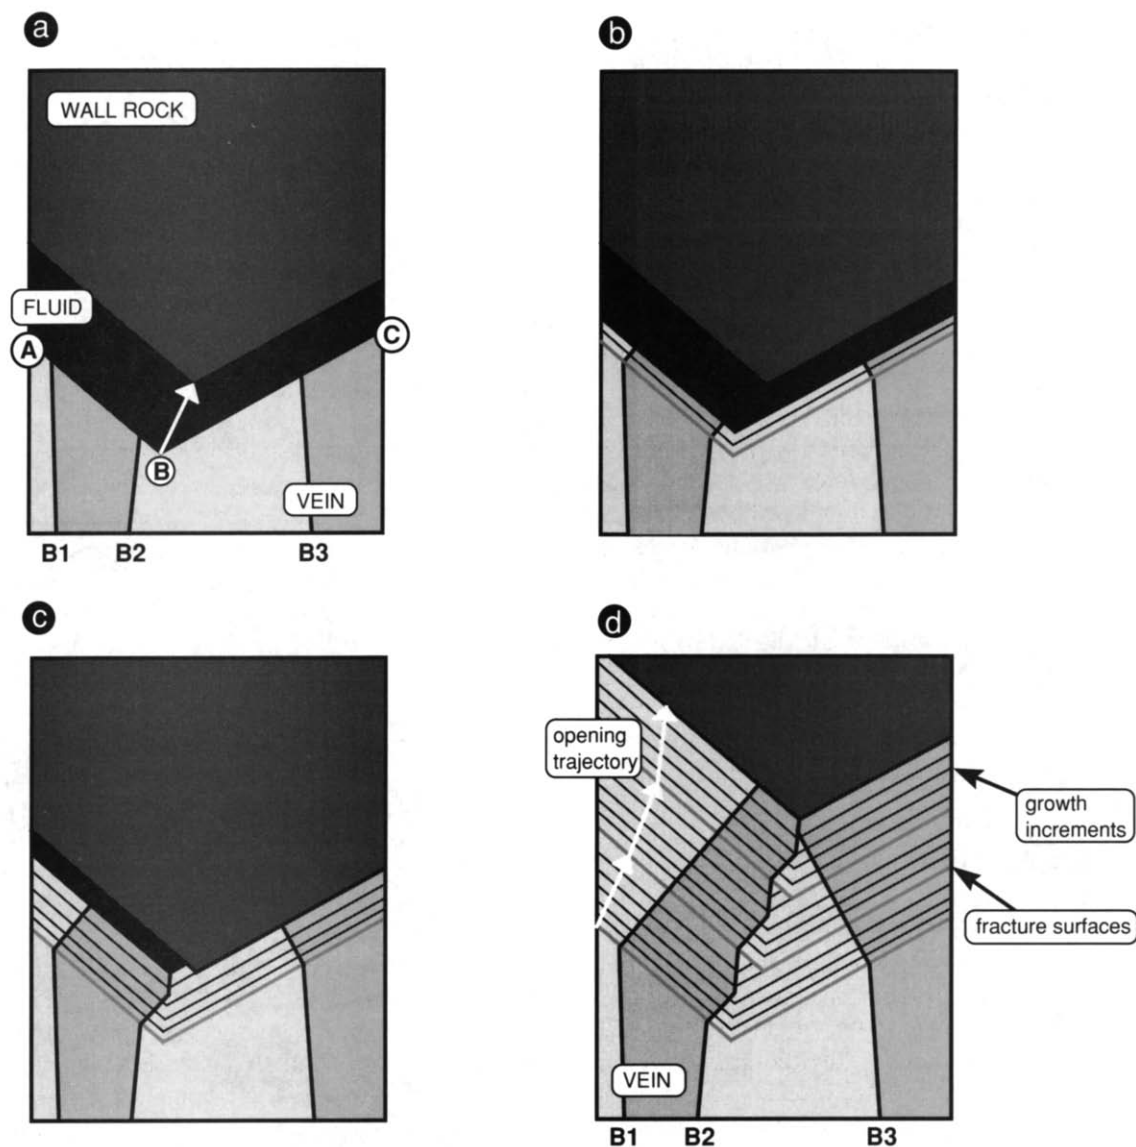 a
WALL ROCK
FLUID
A
C
B
VEIN
B1 B2 B3
b
c
d
opening
trajectory
growth
increments
fracture surfaces
VEIN
B1 B2 B3